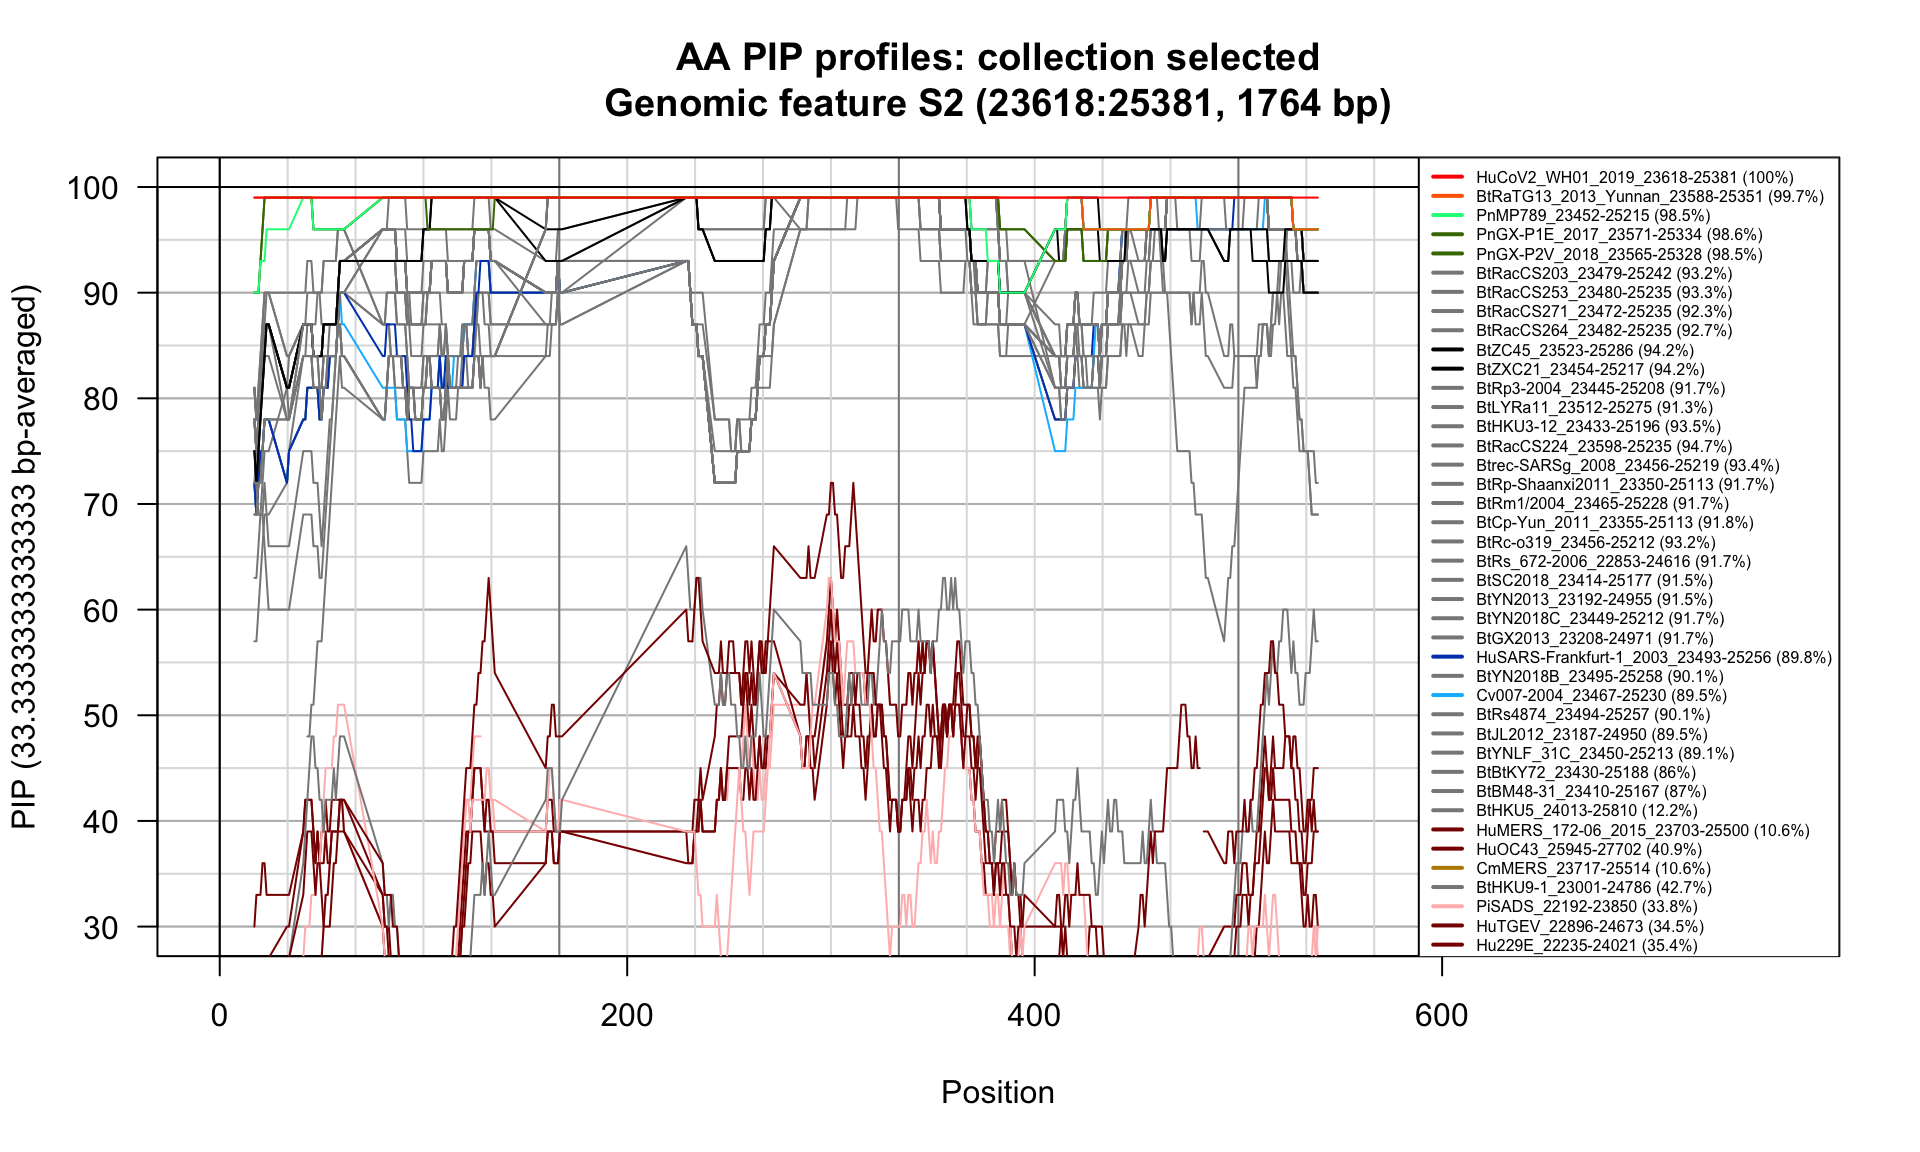 AA PIP profiles: collection selected
Genomic feature S2 (23618:25381, 1764 bp)
PIP (33.3333333333333 bp-averaged)
100
90
80
70
60
50
40
30
0
200
400
600
Position
HuCoV2_WH01_2019_23618-25381 (100%)
BtRaTG13_2013_Yunnan_23588-25351 (99.7%)
PnMP789_23452-25215 (98.5%)
PnGX-P1E_2017_23571-25334 (98.6%)
PnGX-P2V_2018_23565-25328 (98.5%)
BtRacCS203_23479-25242 (93.2%)
BtRacCS253_23480-25235 (93.3%)
BtRacCS271_23472-25235 (92.3%)
BtRacCS264_23482-25235 (92.7%)
BtZC45_23523-25286 (94.2%)
BtZXC21_23454-25217 (94.2%)
BtRp3-2004_23445-25208 (91.7%)
BtLYRa11_23512-25275 (91.3%)
BtHKU3-12_23433-25196 (93.5%)
BtRacCS224_23598-25235 (94.7%)
Btrec-SARSg_2008_23456-25219 (93.4%)
BtRp-Shaanxi2011_23350-25113 (91.7%)
BtRm1/2004_23465-25228 (91.7%)
BtCp-Yun_2011_23355-25113 (91.8%)
BtRc-o319_23456-25212 (93.2%)
BtRs_672-2006_22853-24616 (91.7%)
BtSC2018_23414-25177 (91.5%)
BtYN2013_23192-24955 (91.5%)
BtYN2018C_23449-25212 (91.7%)
BtGX2013_23208-24971 (91.7%)
HuSARS-Frankfurt-1_2003_23493-25256 (89.8%)
BtYN2018B_23495-25258 (90.1%)
Cv007-2004_23467-25230 (89.5%)
BtRs4874_23494-25257 (90.1%)
BtJL2012_23187-24950 (89.5%)
BtYNLF_31C_23450-25213 (89.1%)
BtBtKY72_23430-25188 (86%)
BtBM48-31_23410-25167 (87%)
BtHKU5_24013-25810 (12.2%)
HuMERS_172-06_2015_23703-25500 (10.6%)
HuOC43_25945-27702 (40.9%)
CmMERS_23717-25514 (10.6%)
BtHKU9-1_23001-24786 (42.7%)
PiSADS_22192-23850 (33.8%)
HuTGEV_22896-24673 (34.5%)
Hu229E_22235-24021 (35.4%)